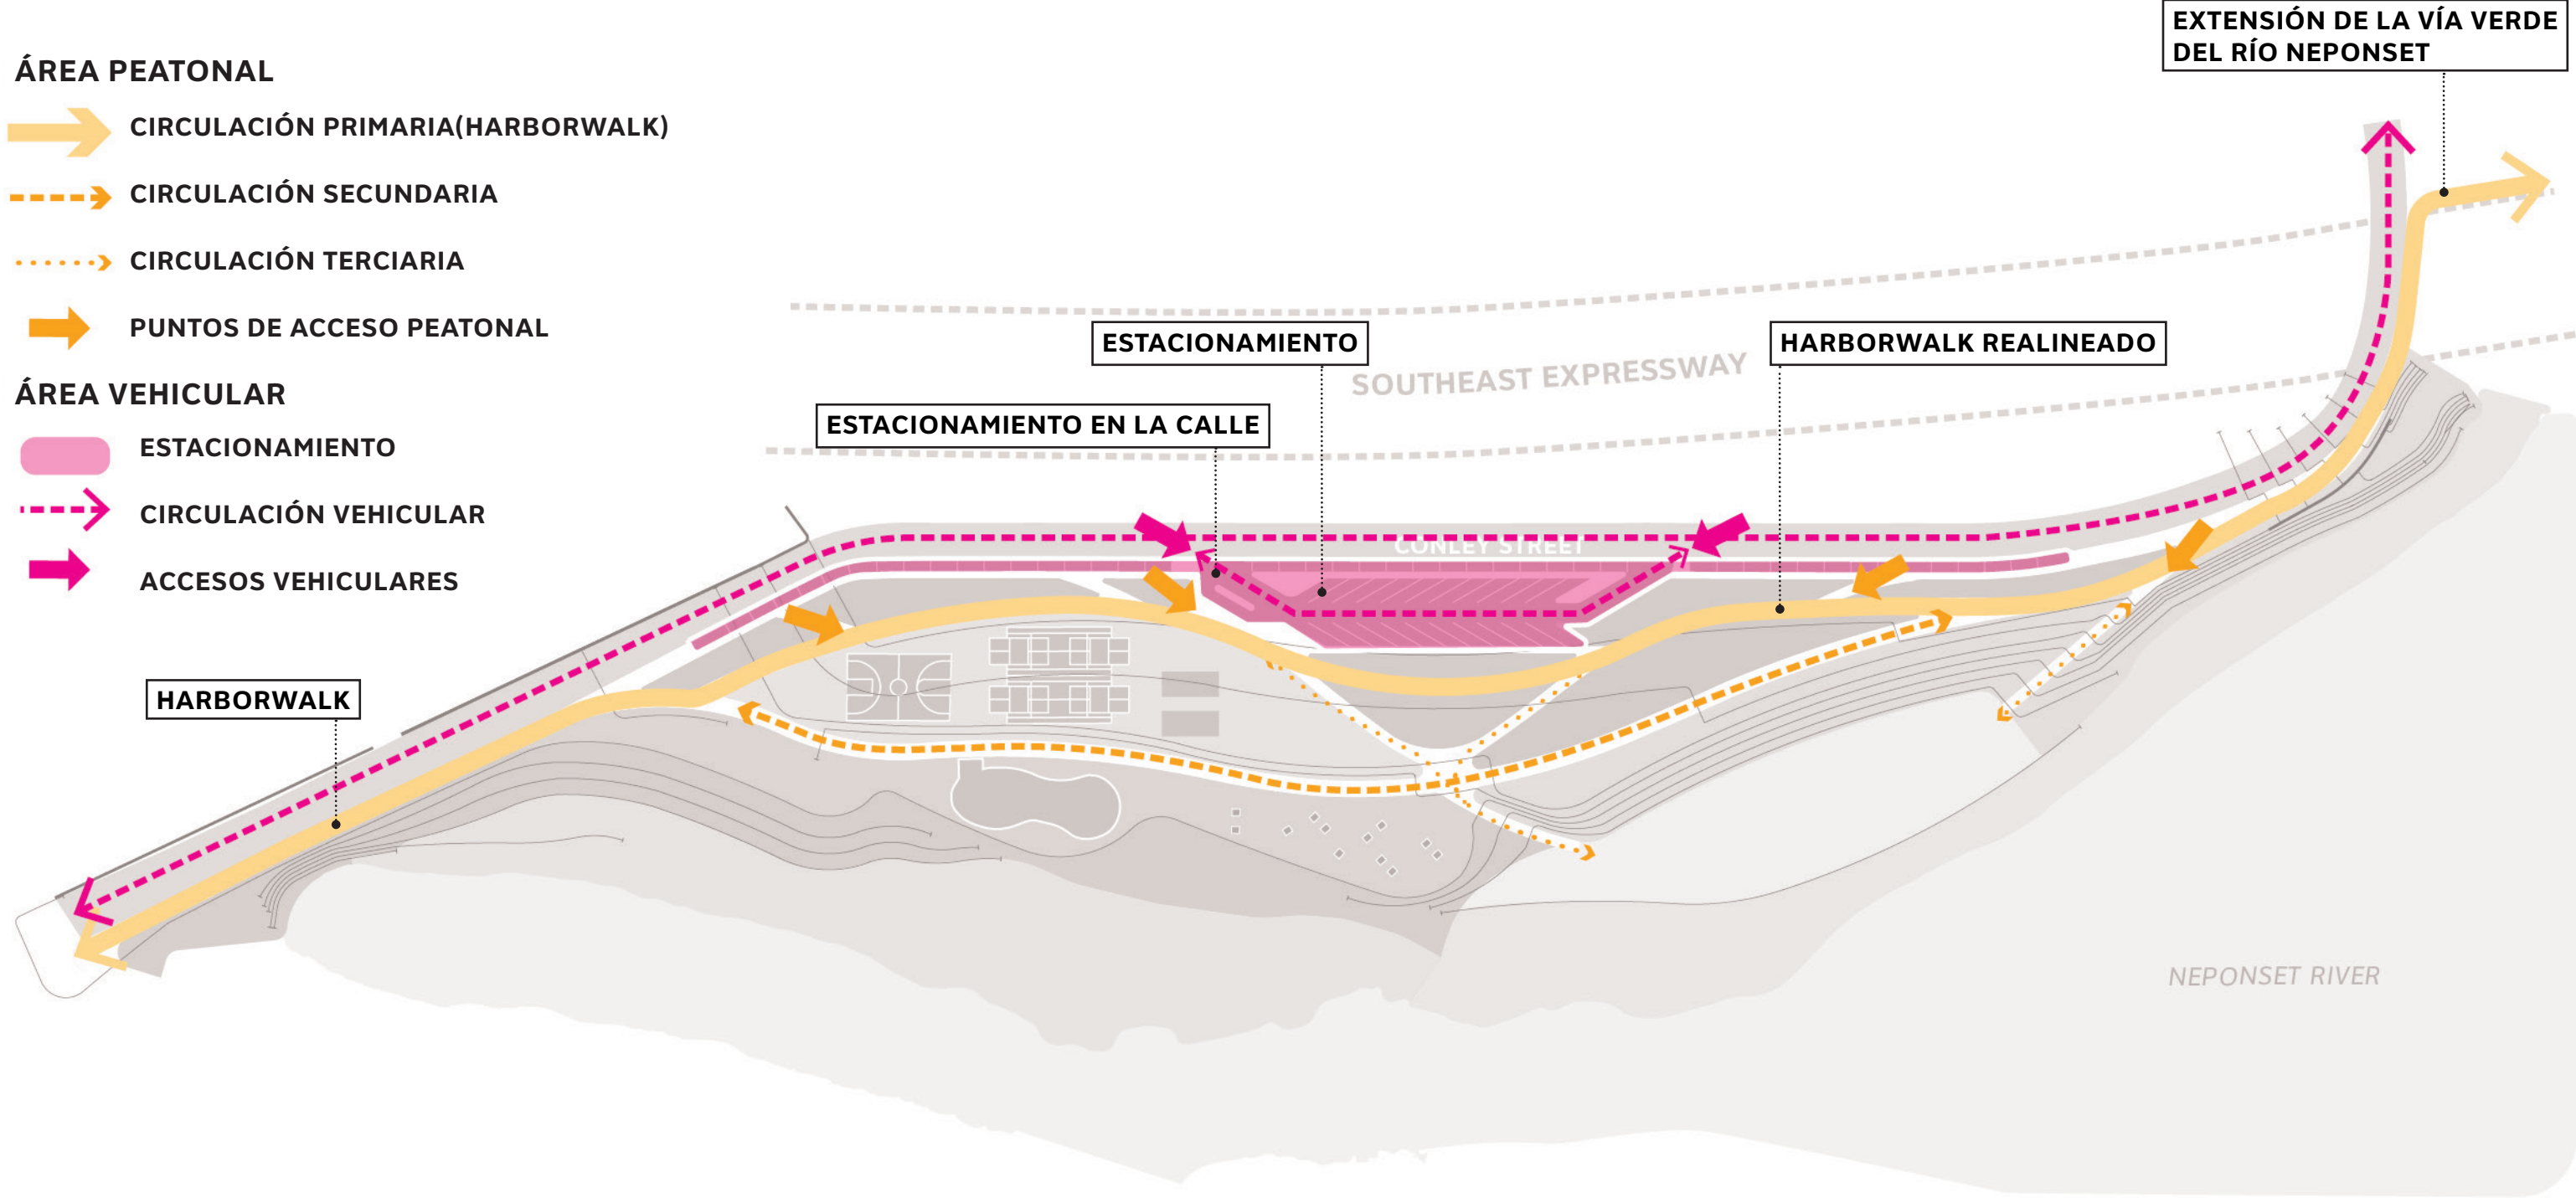 EXTENSIÓN DE LA VÍA VERDE
DEL RÍO NEPONSET
ÁREA PEATONAL
CIRCULACIÓN PRIMARIA(HARBORWALK)
CIRCULACIÓN SECUNDARIA
CIRCULACIÓN TERCIARIA
PUNTOS DE ACCESO PEATONAL
ÁREA VEHICULAR
ESTACIONAMIENTO
CIRCULACIÓN VEHICULAR
ACCESOS VEHICULARES
ESTACIONAMIENTO
HARBORWALK REALINEADO
SOUTHEAST EXPRESSWAY
ESTACIONAMIENTO EN LA CALLE
CONLEY STREET
HARBORWALK
NEPONSET RIVER